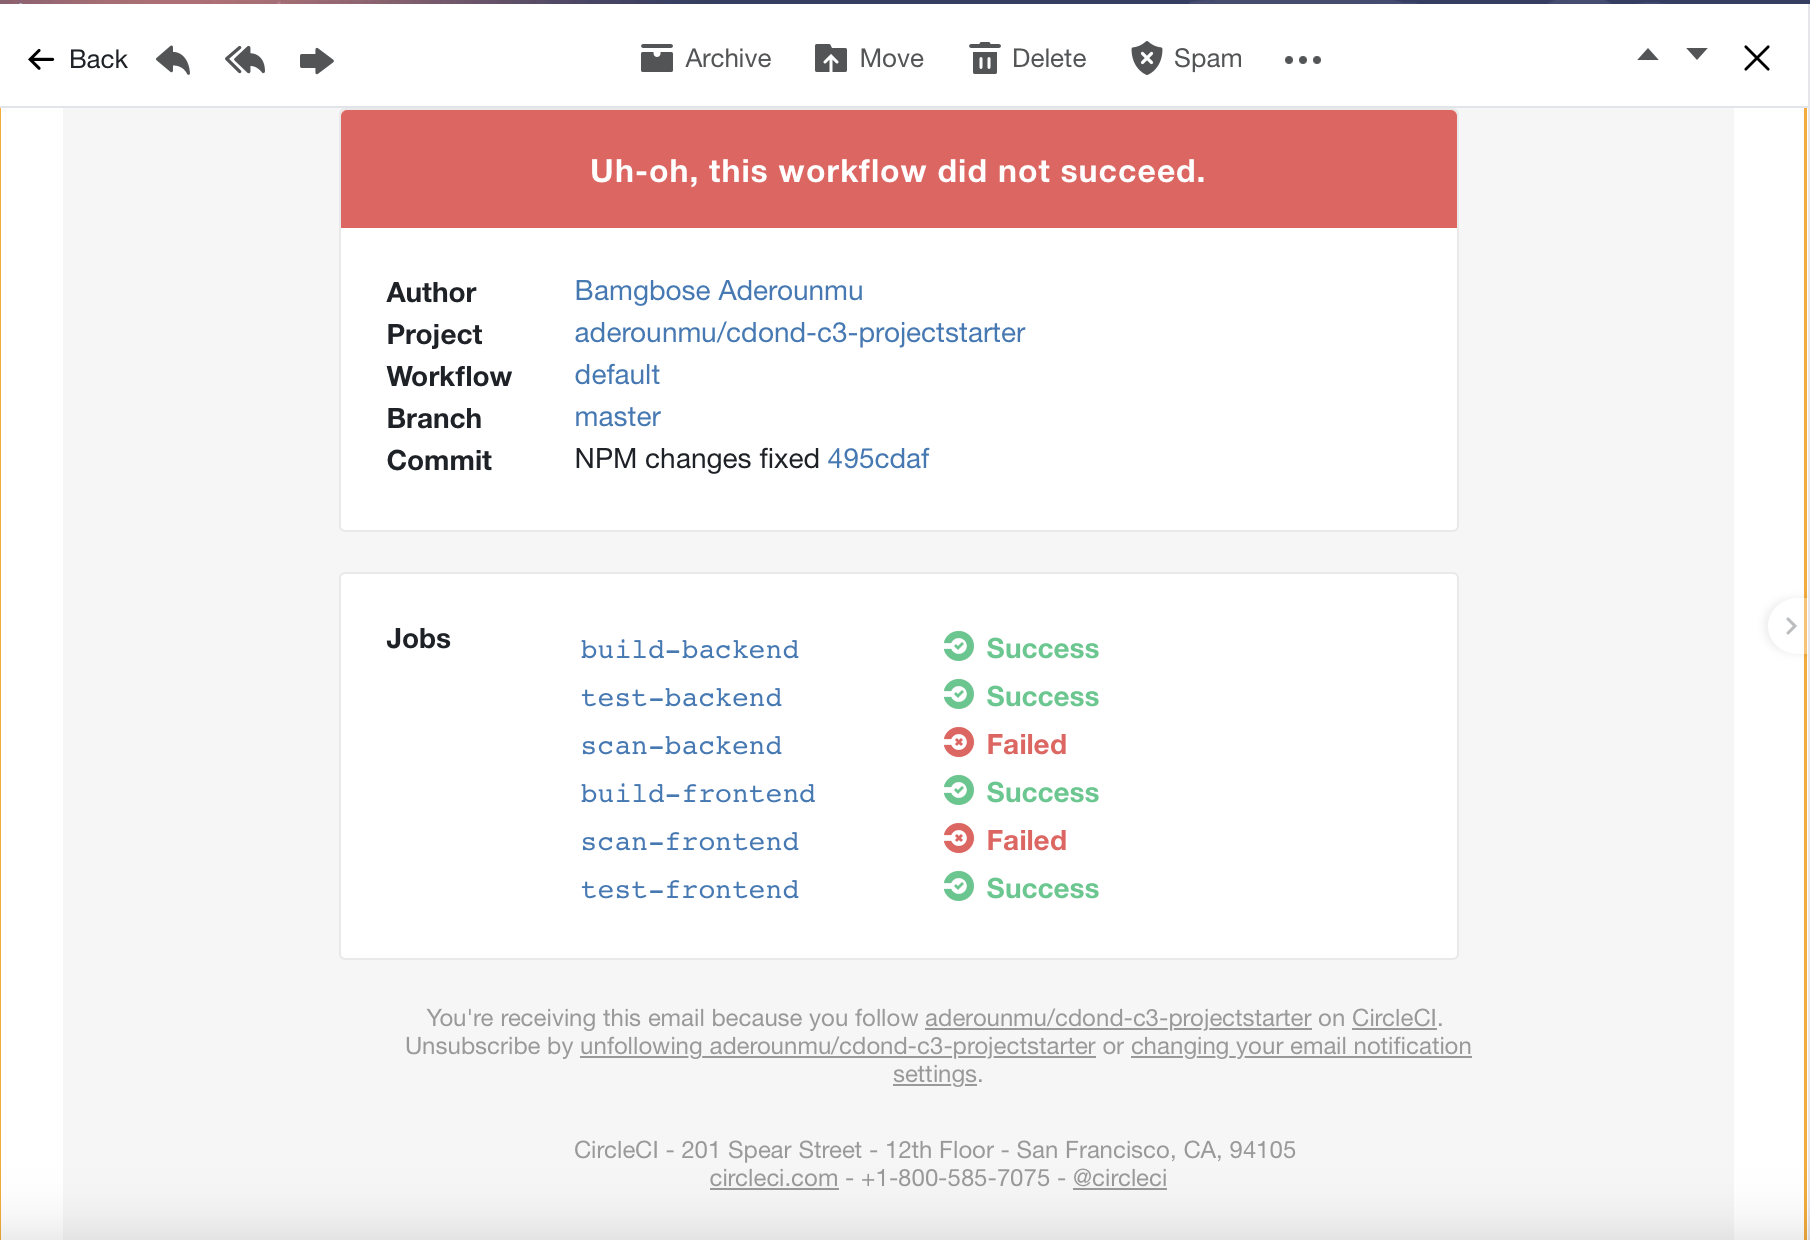 Back Archive Move Delete Spam
Uh-oh, this workflow did not succeed.
Author Bamgbose Aderounmu
Project aderounmu/cdond-c3-projectstarter
Workflow default
Branch master
Commit NPM changes fixed 495cdaf
Jobs
build-backend Success
test-backend Success
scan-backend Failed
build-frontend Success
scan-frontend Failed
test-frontend Success
You're receiving this email because you follow aderounmu/cdond-c3-projectstarter on CircleCI.
Unsubscribe by unfollowing aderounmu/cdond-c3-projectstarter or changing your email notification
settings.
CircleCI - 201 Spear Street - 12th Floor - San Francisco, CA, 94105
circleci.com - +1-800-585-7075 - @circleci